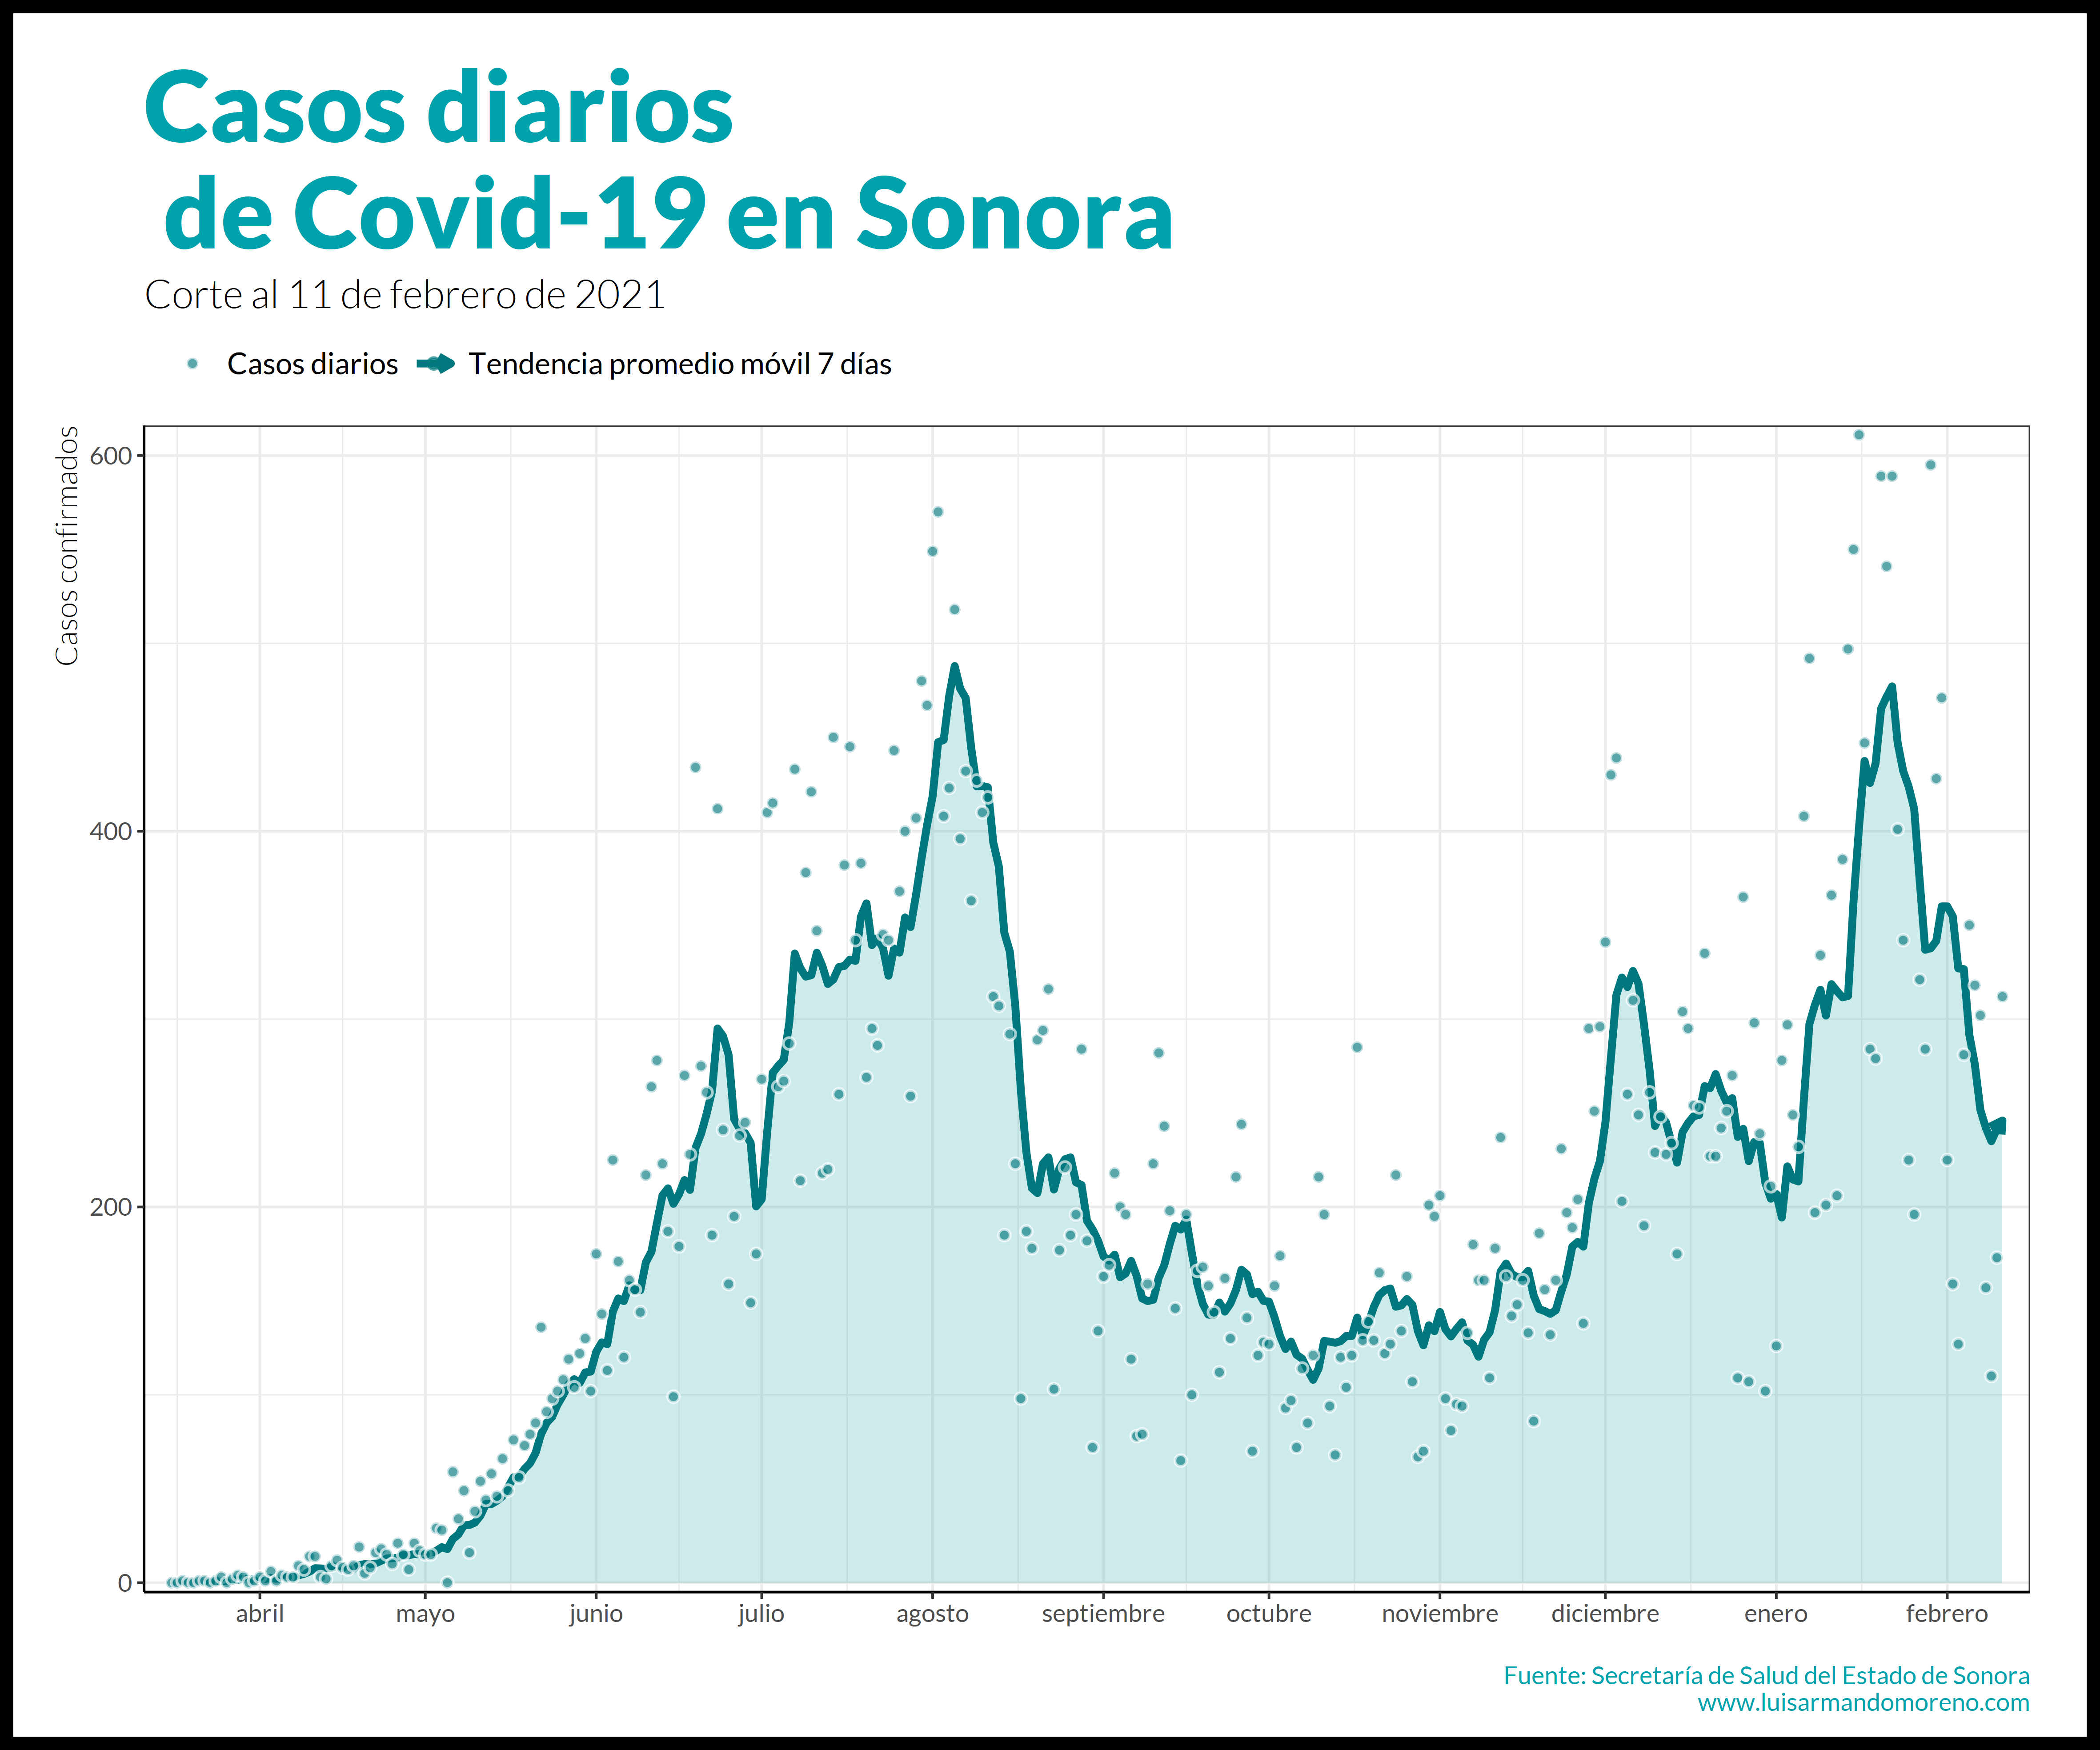 Casos diarios
de Covid-19 en Sonora
Corte al 11 de febrero de 2021
Casos diarios Tendencia promedio móvil 7 días
Casos confirmados
600
400
200
0
abril mayo junio julio agosto septiembre octubre noviembre diciembre enero febrero
Fuente: Secretaría de Salud del Estado de Sonora
www.luisarmandomoreno.com